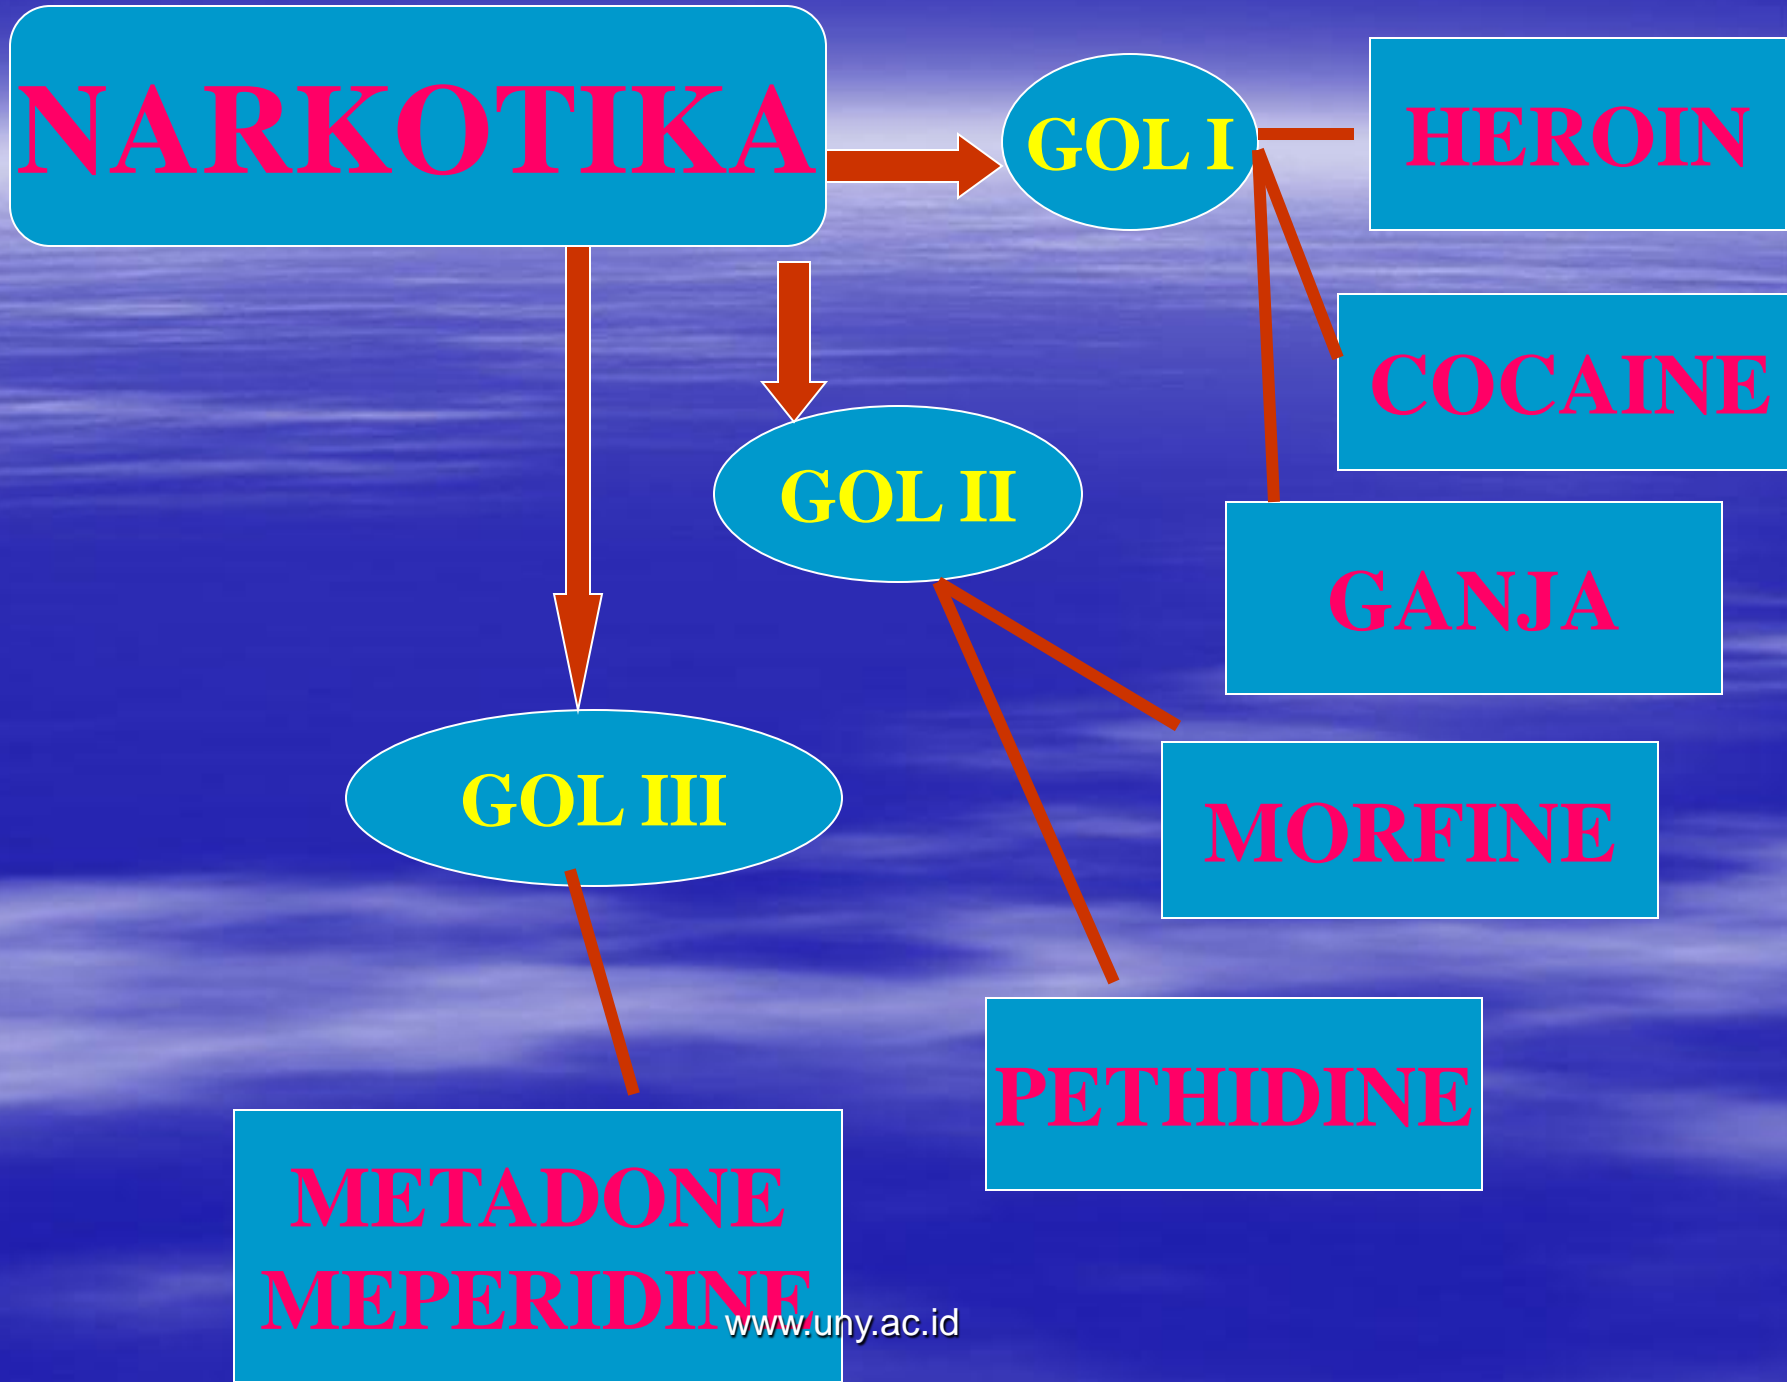 NARKOTIKA
GOL I
HEROIN
COCAINE
GOL II
GANJA
GOL III
MORFINE
PETHIDINE
METADONE
MEPERIDINE
www.uny.ac.id